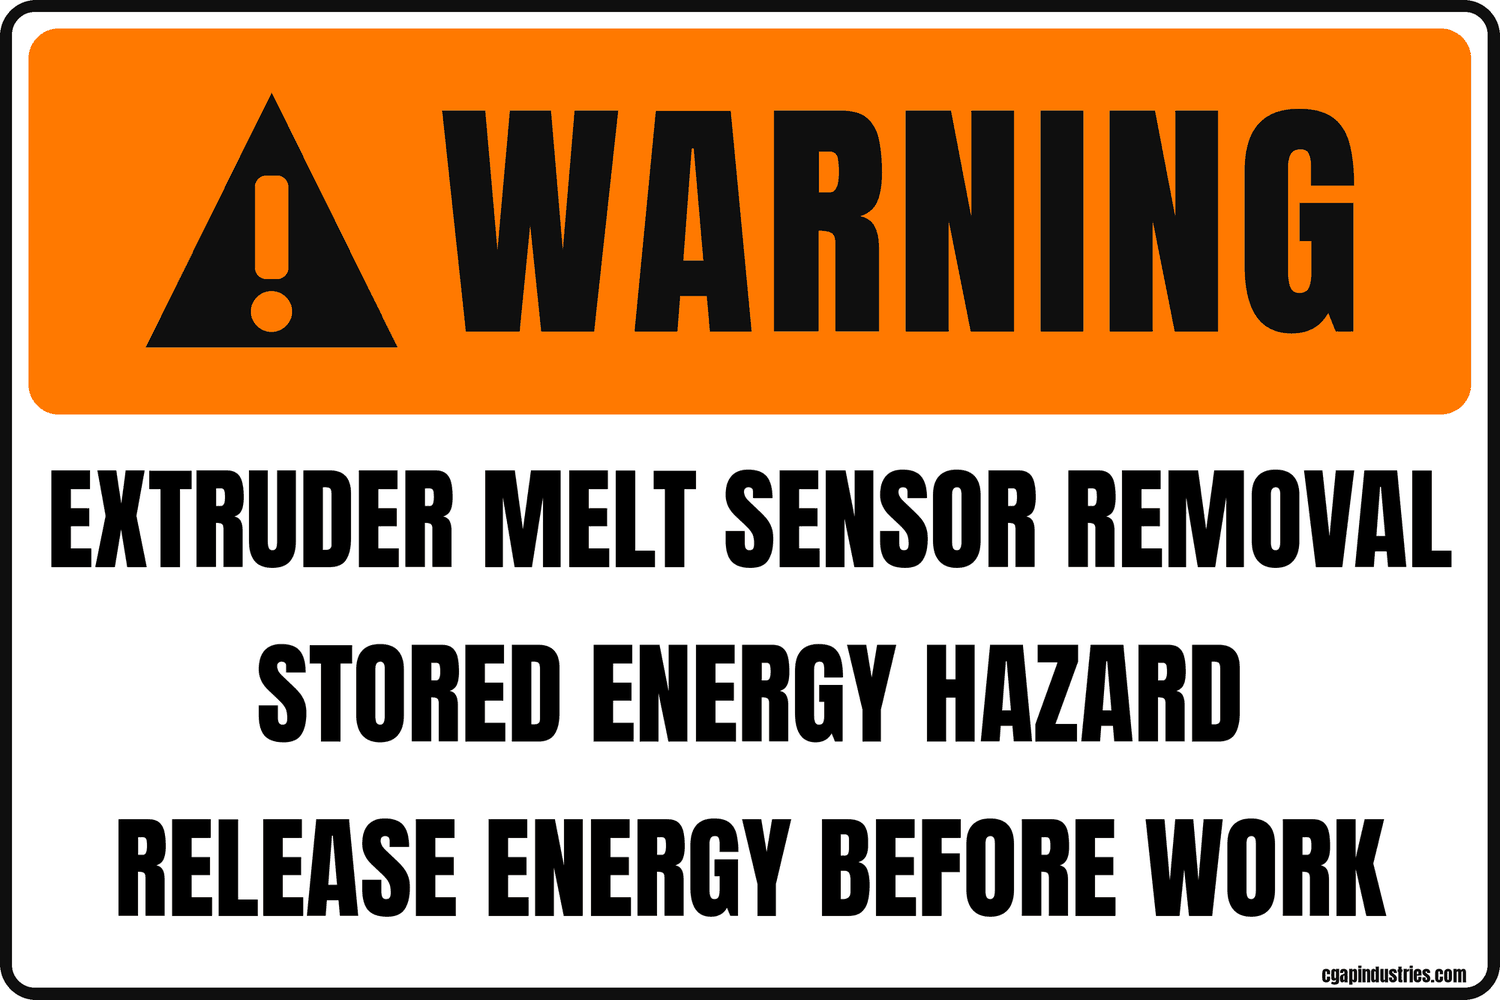 WARNING
EXTRUDER MELT SENSOR REMOVAL
STORED ENERGY HAZARD
RELEASE ENERGY BEFORE WORK
cgapindustries.com